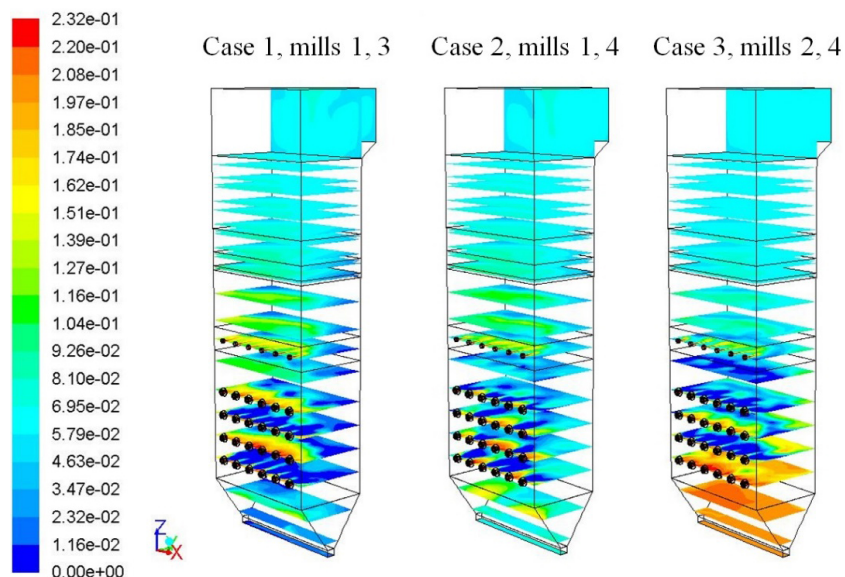 2.32e-01
2.20e-01
2.08e-01
1.97e-01
1.85e-01
1.74e-01
1.62e-01
1.51e-01
1.39e-01
1.27e-01
1.16e-01
1.04e-01
9.26e-02
8.10e-02
6.95e-02
5.79e-02
4.63e-02
3.47e-02
2.32e-02
1.16e-02
0.00e+00
Case 1, mills 1, 3
Case 2, mills 1, 4
Case 3, mills 2, 4
Z
Y
X